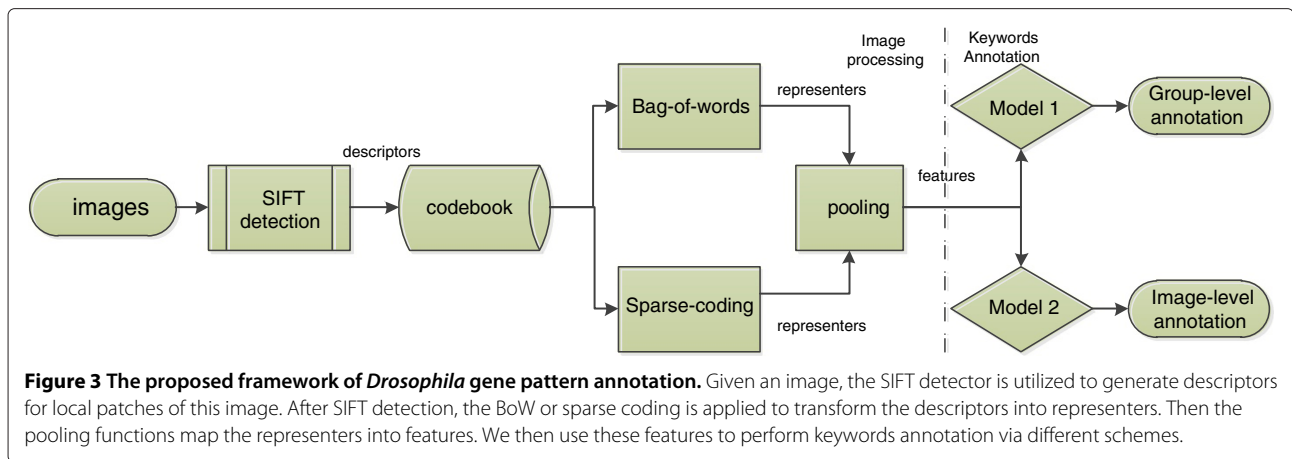 images
SIFT
detection
descriptors
codebook
Bag-of-words
representers
Sparse-coding
representers
pooling
Image
processing
features
Keywords
Annotation
Model 1
Group-level
annotation
Model 2
Image-level
annotation
Figure 3 The proposed framework of Drosophila gene pattern annotation. Given an image, the SIFT detector is utilized to generate descriptors
for local patches of this image. After SIFT detection, the BoW or sparse coding is applied to transform the descriptors into representers. Then the
pooling functions map the representers into features. We then use these features to perform keywords annotation via different schemes.